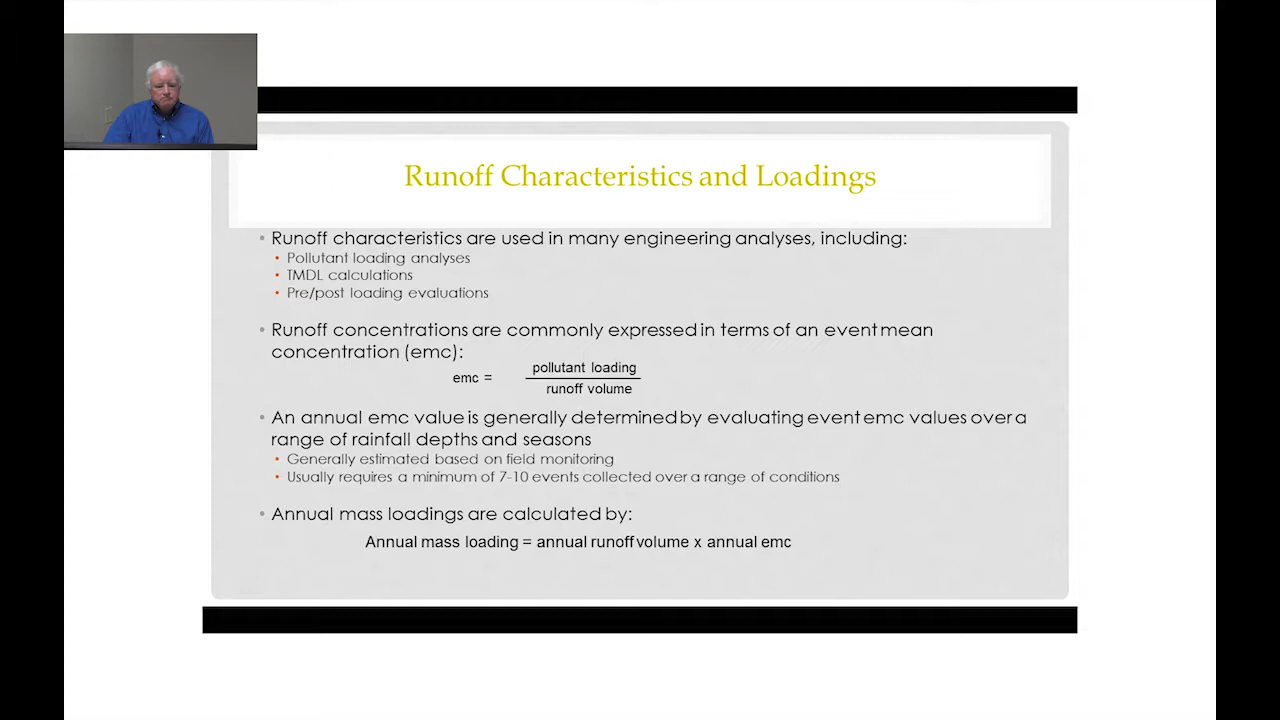 Runoff Characteristics and Loadings
• Runoff characteristics are used in many engineering analyses, including:
• Pollutant loading analyses
• TMDL calculations
• Pre/post loading evaluations
• Runoff concentrations are commonly expressed in terms of an event mean
concentration (emc):
pollutant loading
emc =
runoff volume
• An annual emc value is generally determined by evaluating event emc values over a
range of rainfall depths and seasons
• Generally estimated based on field monitoring
• Usually requires a minimum of 7-10 events collected over a range of conditions
• Annual mass loadings are calculated by:
Annual mass loading = annual runoff volume x annual emc